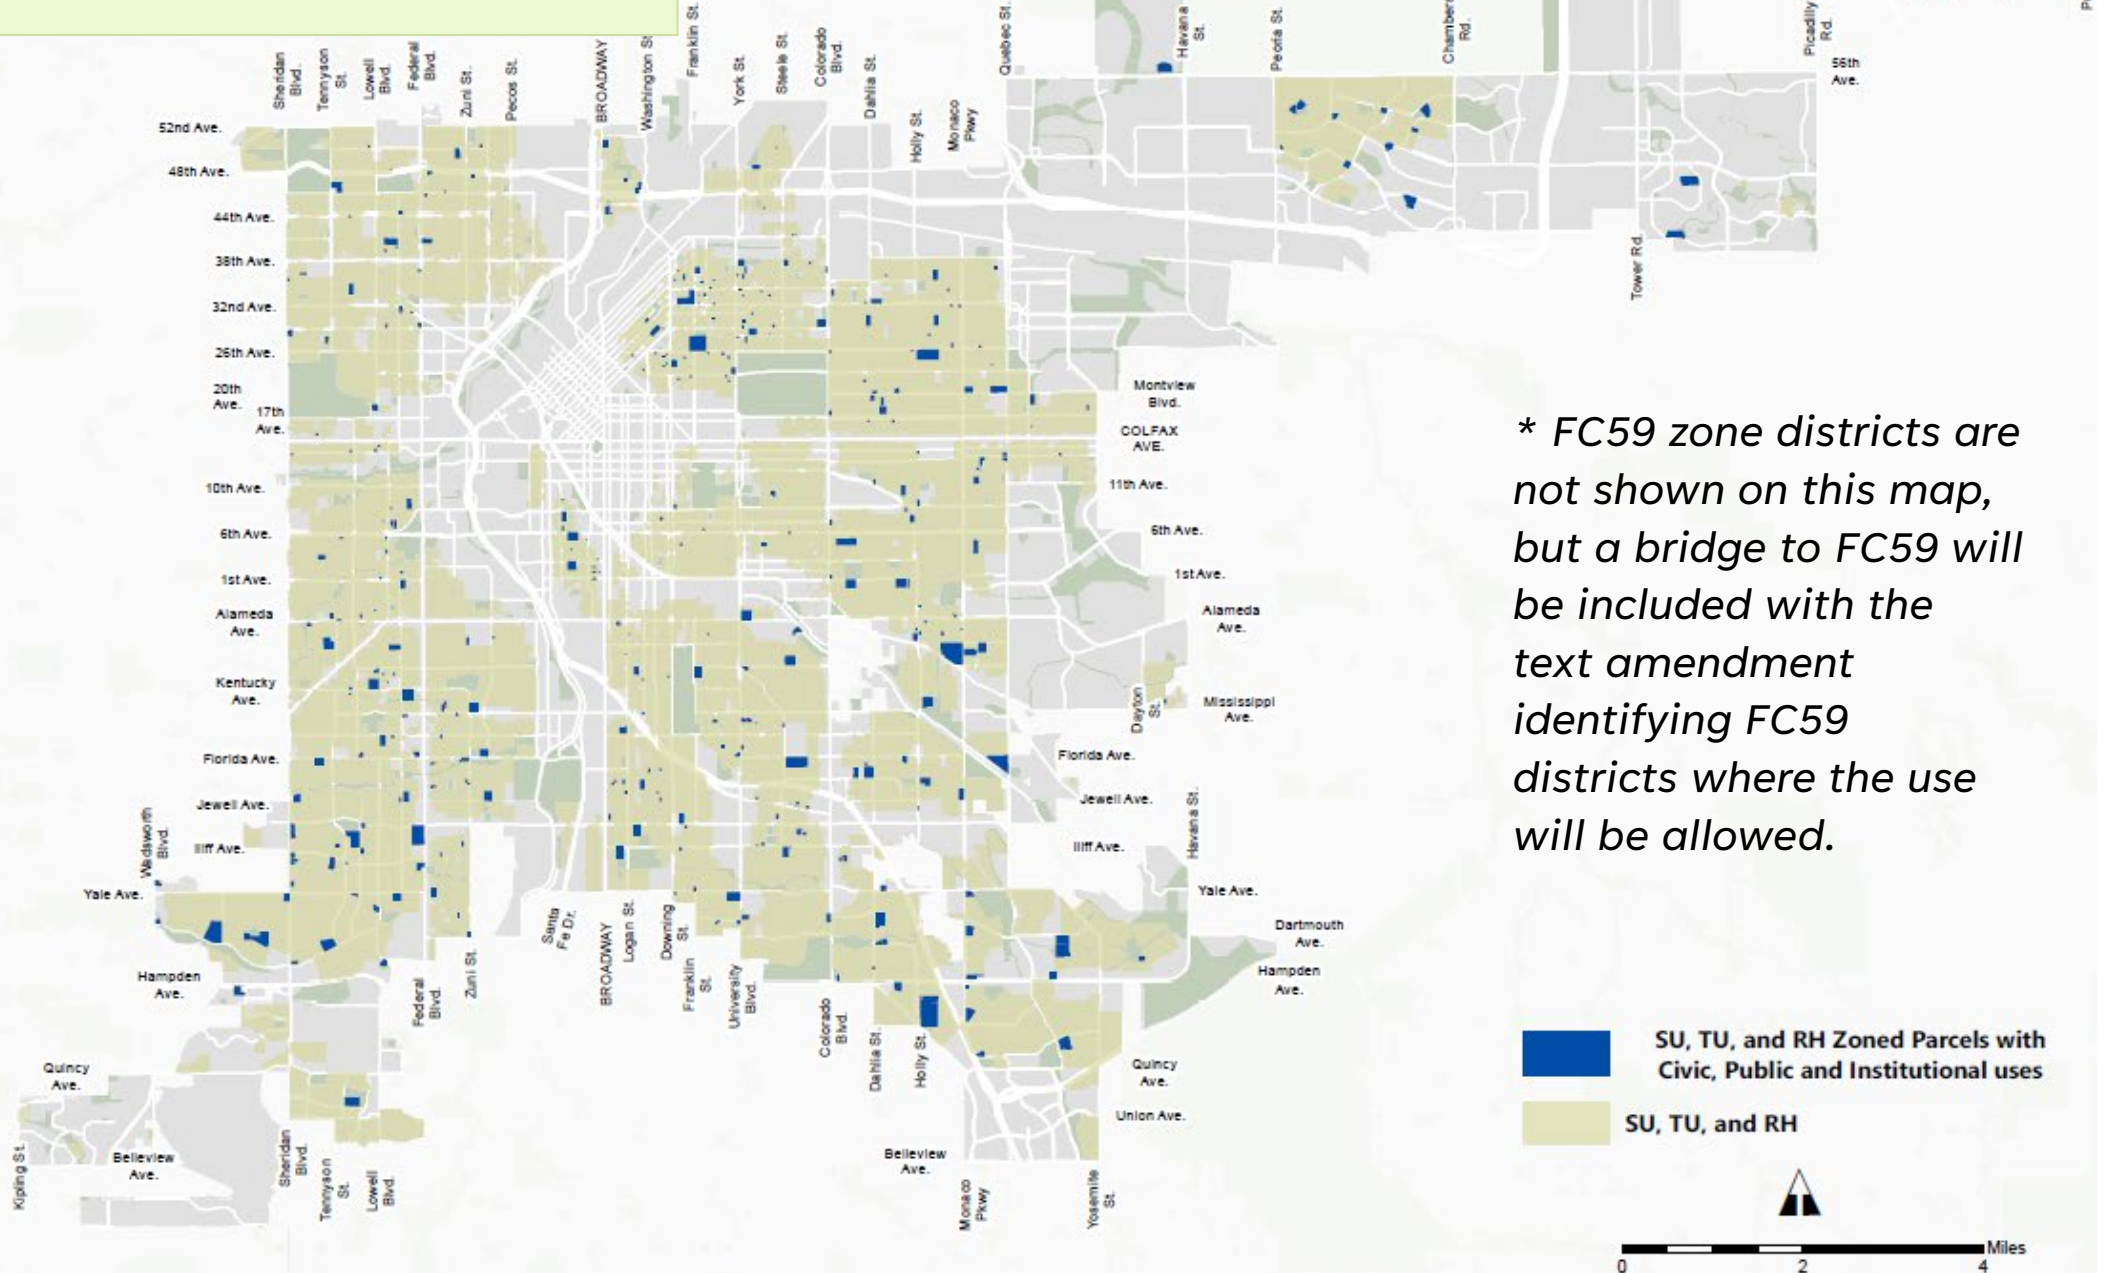 Franklin St.
Quebec St.
Havana
St.
Peoria St.
Rd.
Picadilly
Rd.
56th
Ave.
Sheridan
Blvd.
Tennyson
St.
Lowell
Blvd.
Federal
Blvd.
Zuni St.
Pecos St.
BROADWAY
Washington St
York St.
Steele St.
Colorado
Blvd.
Dahlia St.
Holly St.
Monaco
Pkwy
52nd Ave.
48th Ave.
44th Ave.
38th Ave.
32nd Ave.
26th Ave.
20th
Ave.
17th
Ave.
10th Ave.
6th Ave.
1st Ave.
Alameda
Ave.
Kentucky
Ave.
Florida Ave.
Jewell Ave.
Wadsworth
Blvd.
Iliff Ave.
Yale Ave.
Hampden
Ave.
Quincy
Ave.
Kipling St.
Belleview
Ave.
Sheridan
Blvd.
Tennyson
St.
Lowell
Blvd.
Federal
Blvd.
Zuni St.
Santa
Fe Dr.
BROADWAY
Logan St.
Downing
St.
Franklin
St.
University
Blvd.
Colorado
Blvd.
Dahlia St.
Holly St.
Belleview
Ave.
Monaco
Pkwy
Yosemite
St.
Tower Rd.
Montview
Blvd.
COLFAX
AVE.
11th Ave.
6th Ave.
1st Ave.
Alameda
Ave.
Dayton
St.
Mississippi
Ave.
Florida Ave.
Jewell Ave.
Havana St.
Iliff Ave.
Yale Ave.
Dartmouth
Ave.
Hampden
Ave.
Quincy
Ave.
Union Ave.
* FC59 zone districts are
not shown on this map,
but a bridge to FC59 will
be included with the
text amendment
identifying FC59
districts where the use
will be allowed.
SU, TU, and RH Zoned Parcels with
Civic, Public and Institutional uses
SU, TU, and RH
Miles
0 2 4